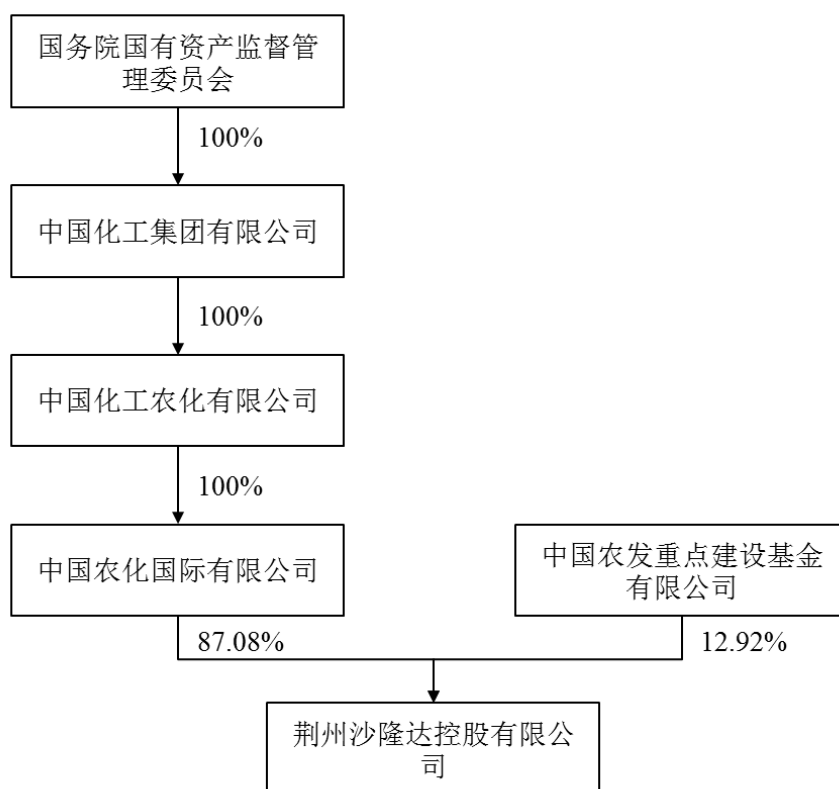 国务院国有资产监督管
理委员会
100%
中国化工集团有限公司
100%
中国化工农化有限公司
100%
中国农化国际有限公司
中国农发重点建设基金
有限公司
87.08%
12.92%
荆州沙隆达控股有限公
司